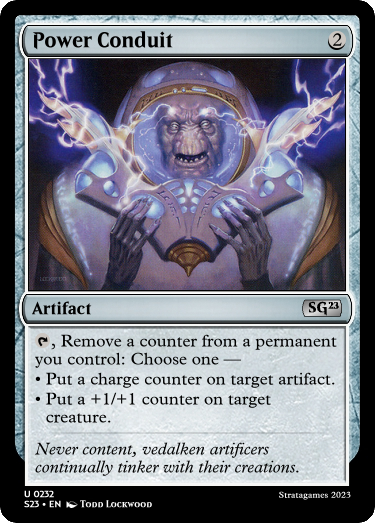 Power Conduit 2
Artifact SG23
, Remove a counter from a permanent
you control: Choose one —
• Put a charge counter on target artifact.
• Put a +1/+1 counter on target
creature.
Never content, vedalken artificers
continually tinker with their creations.
U 0232
S23 • EN Todd Lockwood
Stratagames 2023